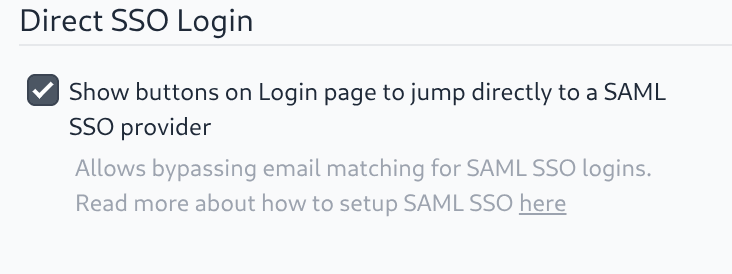 Direct SSO Login
Show buttons on Login page to jump directly to a SAML
SSO provider
Allows bypassing email matching for SAML SSO logins.
Read more about how to setup SAML SSO here